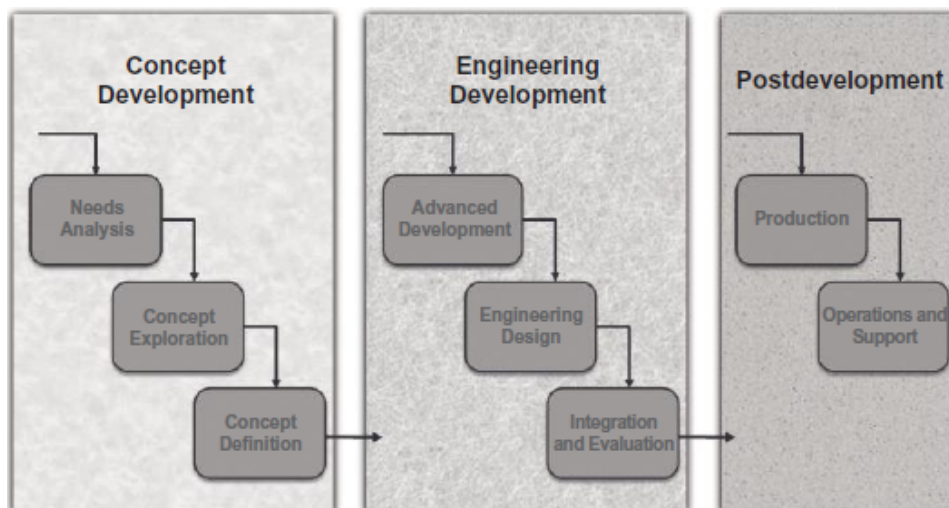 Concept
Development
Needs
Analysis
Concept
Exploration
Concept
Definition
Engineering
Development
Advanced
Development
Engineering
Design
Integration
and Evaluation
Postdevelopment
Production
Operations and
Support